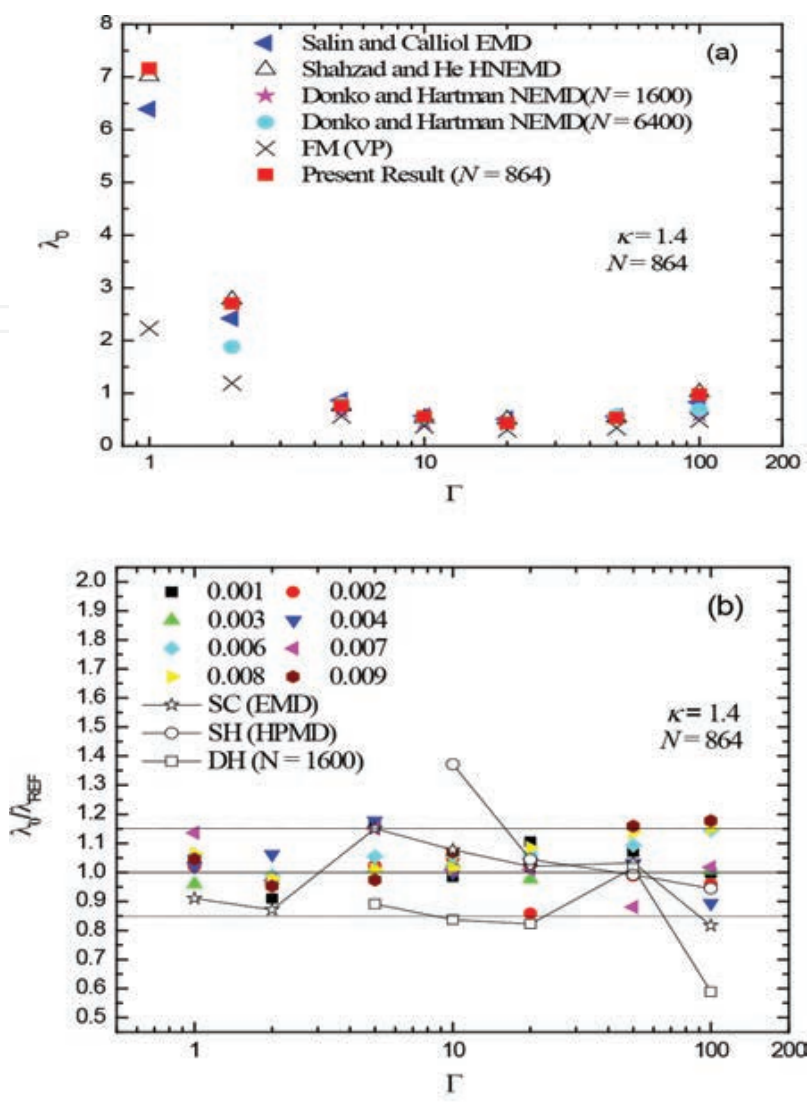 8
7
6
5
4
3
2
1
0
λ₀
(a)
Salin and Calliol EMD
Shahzad and He HNEMD
Donko and Hartman NEMD(N = 1600)
Donko and Hartman NEMD(N = 6400)
FM (VP)
Present Result (N = 864)
κ = 1.4
N = 864
1 10 100 200
Γ
2.0
1.9
1.8
1.7
1.6
1.5
1.4
1.3
1.2
1.1
1.0
0.9
0.8
0.7
0.6
0.5
λ₀/λREF
(b)
0.001 0.002
0.003 0.004
0.006 0.007
0.008 0.009
SC (EMD)
SH (HPMD)
DH (N = 1600)
κ = 1.4
N = 864
1 10 100 200
Γ